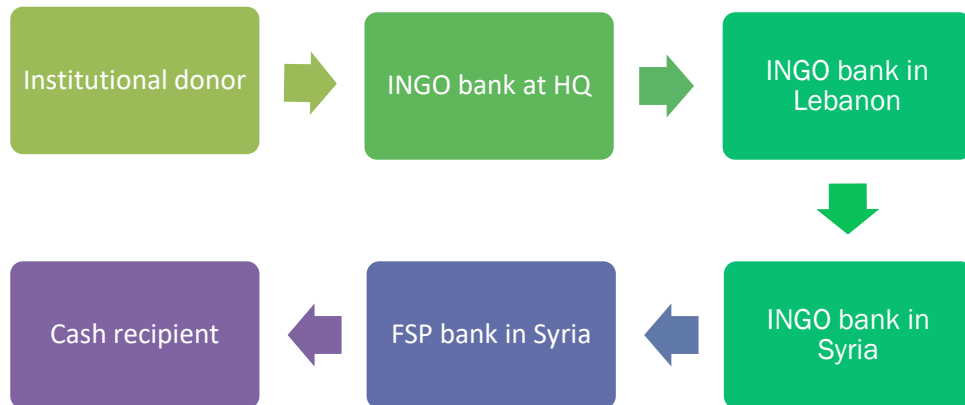 Institutional donor
INGO bank at HQ
INGO bank in
Lebanon
INGO bank in
Syria
FSP bank in Syria
Cash recipient